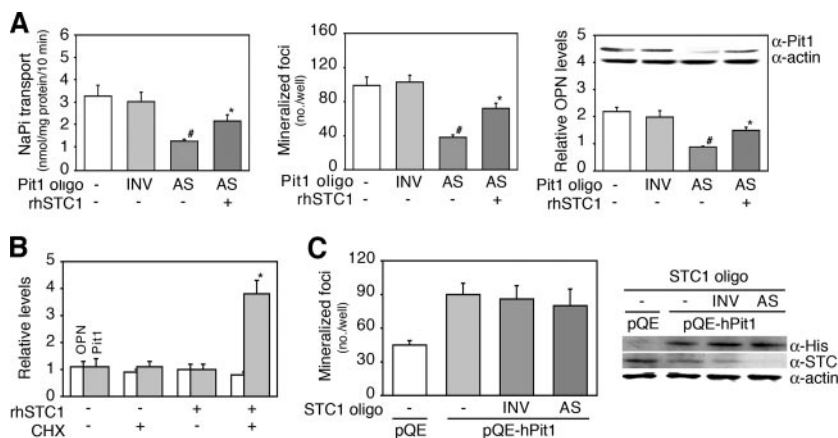 A
NaPi transport
(nmol/mg protein/10 min)
6
5
4
3
2
1
0
#
*
Pit1 oligo - INV AS AS
rhSTC1 - - - +
Mineralized foci
(no./well)
160
120
80
40
0
#
*
Pit1 oligo - INV AS AS
rhSTC1 - - - +
Relative OPN levels
5
4
3
2
1
0
α-Pit1
α-actin
#
*
Pit1 oligo - INV AS AS
rhSTC1 - - - +
B
Relative levels
5
4
3
2
1
0
OPN
Pit1
*
rhSTC1 - - + +
CHX - + - +
C
Mineralized foci
(no./well)
120
90
60
30
0
STC1 oligo - - INV AS
pQE pQE-hPit1
STC1 oligo
- - INV AS
pQE pQE-hPit1
α-His
α-STC
α-actin